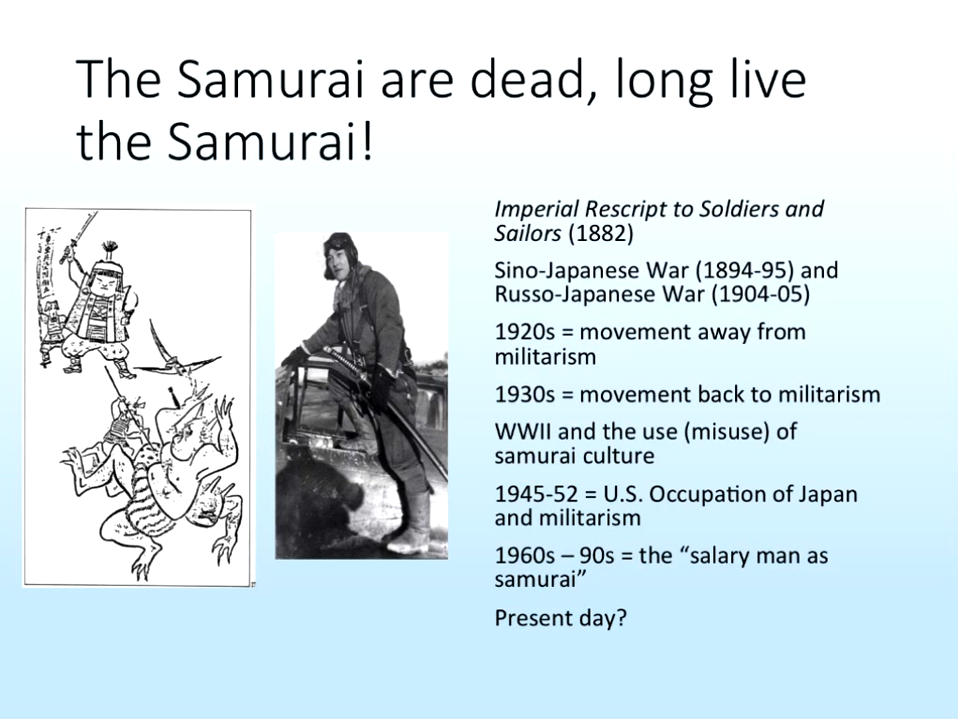 The Samurai are dead, long live
the Samurai!
Imperial Rescript to Soldiers and
Sailors (1882)
Sino-Japanese War (1894-95) and
Russo-Japanese War (1904-05)
1920s = movement away from
militarism
1930s = movement back to militarism
WWII and the use (misuse) of
samurai culture
1945-52 = U.S. Occupation of Japan
and militarism
1960s – 90s = the “salary man as
samurai”
Present day?